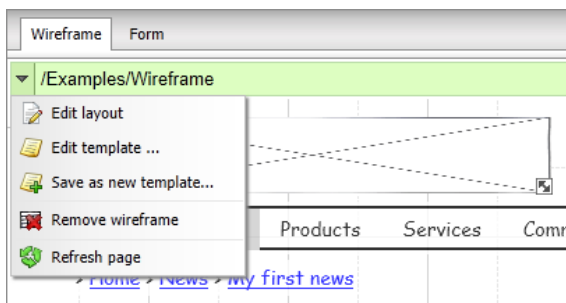 Wireframe Form
/Examples/Wireframe
Edit layout
Edit template ...
Save as new template...
Remove wireframe
Products Services
Refresh page
> Home > News > My first news